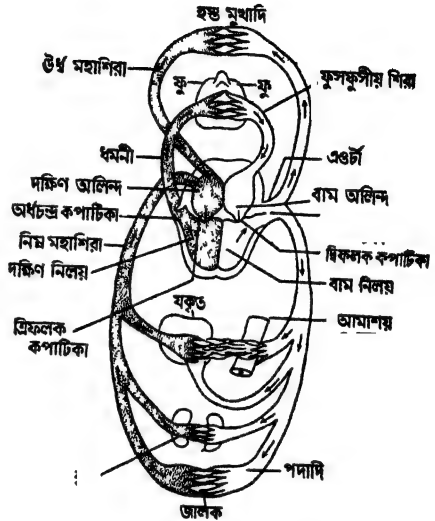 হস্ত মুখাদি
ঊর্ধ্ব মহাশিরা
ফু
ফু
ফুসফুসীয় শিরা
ধমনী
এওর্টা
দক্ষিণ অলিন্দ
বাম অলিন্দ
অর্ধচন্দ্র কপাটিকা
নিম্ন মহাশিরা
দ্বিফলক কপাটিকা
দক্ষিণ নিলয়
বাম নিলয়
যকৃৎ
ত্রিফলক
কপাটিকা
আমাশয়
পদাদি
জালক